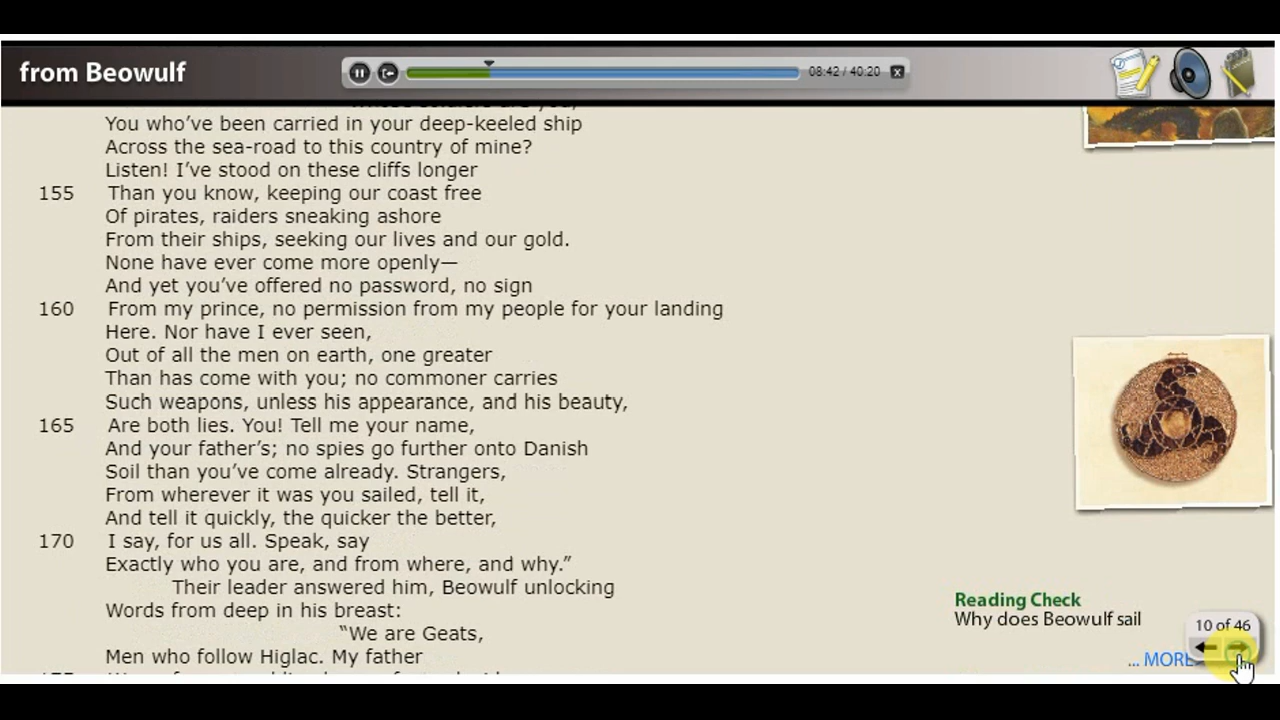 from Beowulf
08:42 / 40:20
You who've been carried in your deep-keeled ship
Across the sea-road to this country of mine?
Listen! I've stood on these cliffs longer
155 Than you know, keeping our coast free
Of pirates, raiders sneaking ashore
From their ships, seeking our lives and our gold.
None have ever come more openly—
And yet you've offered no password, no sign
160 From my prince, no permission from my people for your landing
Here. Nor have I ever seen,
Out of all the men on earth, one greater
Than has come with you; no commoner carries
Such weapons, unless his appearance, and his beauty,
165 Are both lies. You! Tell me your name,
And your father's; no spies go further onto Danish
Soil than you've come already. Strangers,
From wherever it was you sailed, tell it,
And tell it quickly, the quicker the better,
170 I say, for us all. Speak, say
Exactly who you are, and from where, and why.”
Their leader answered him, Beowulf unlocking
Words from deep in his breast:
“We are Geats,
Men who follow Higlac. My father
Reading Check
Why does Beowulf sail
... MORE
10 of 46